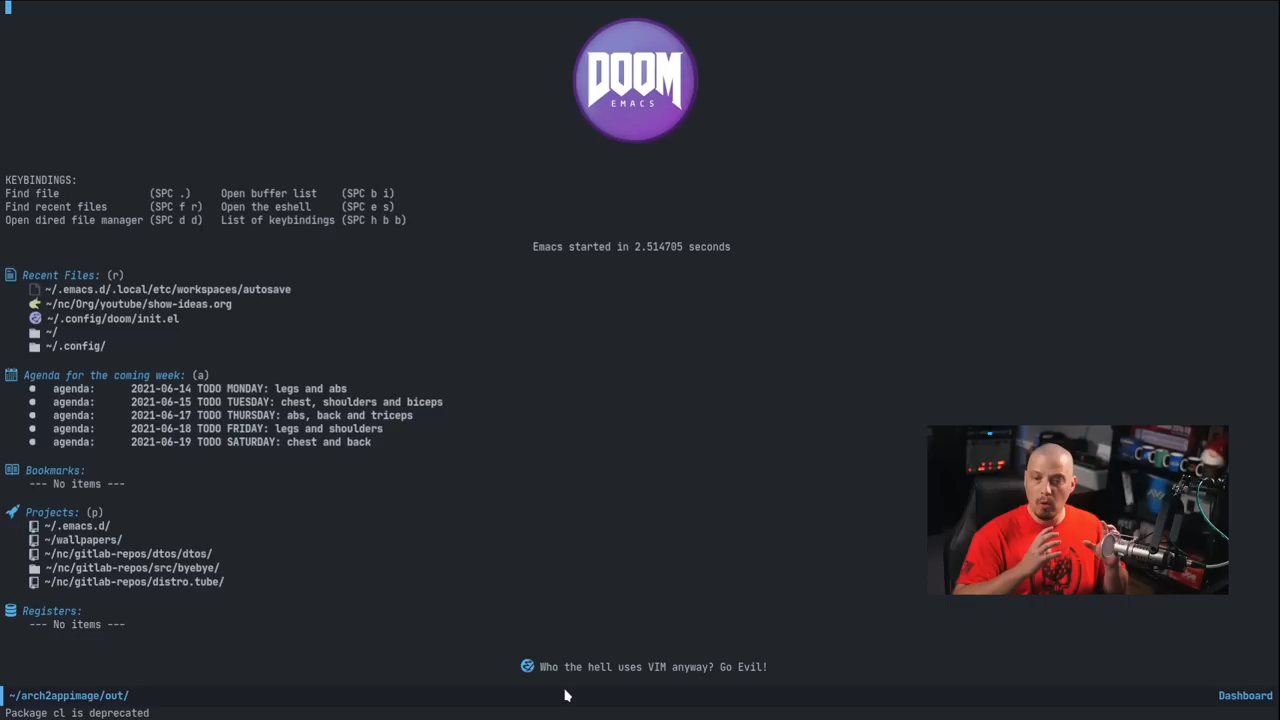 DOOM
EMACS
KEYBINDINGS:
Find file (SPC .) Open buffer list (SPC b i)
Find recent files (SPC f r) Open the eshell (SPC e s)
Open dired file manager (SPC d d) List of keybindings (SPC h b b)
Emacs started in 2.514705 seconds
Recent Files: (r)
~/.emacs.d/.local/etc/workspaces/autosave
~/nc/Org/youtube/show-ideas.org
~/.config/doom/init.el
~/
~/.config/
Agenda for the coming week: (a)
agenda: 2021-06-14 TODO MONDAY: legs and abs
agenda: 2021-06-15 TODO TUESDAY: chest, shoulders and biceps
agenda: 2021-06-17 TODO THURSDAY: abs, back and triceps
agenda: 2021-06-18 TODO FRIDAY: legs and shoulders
agenda: 2021-06-19 TODO SATURDAY: chest and back
Bookmarks:
--- No items ---
Projects: (p)
~/.emacs.d/
~/wallpapers/
~/nc/gitlab-repos/dtos/dtos/
~/nc/gitlab-repos/src/byebye/
~/nc/gitlab-repos/distro.tube/
Registers:
--- No items ---
Who the hell uses VIM anyway? Go Evil!
~/arch2appimage/out/ Dashboard
Package cl is deprecated